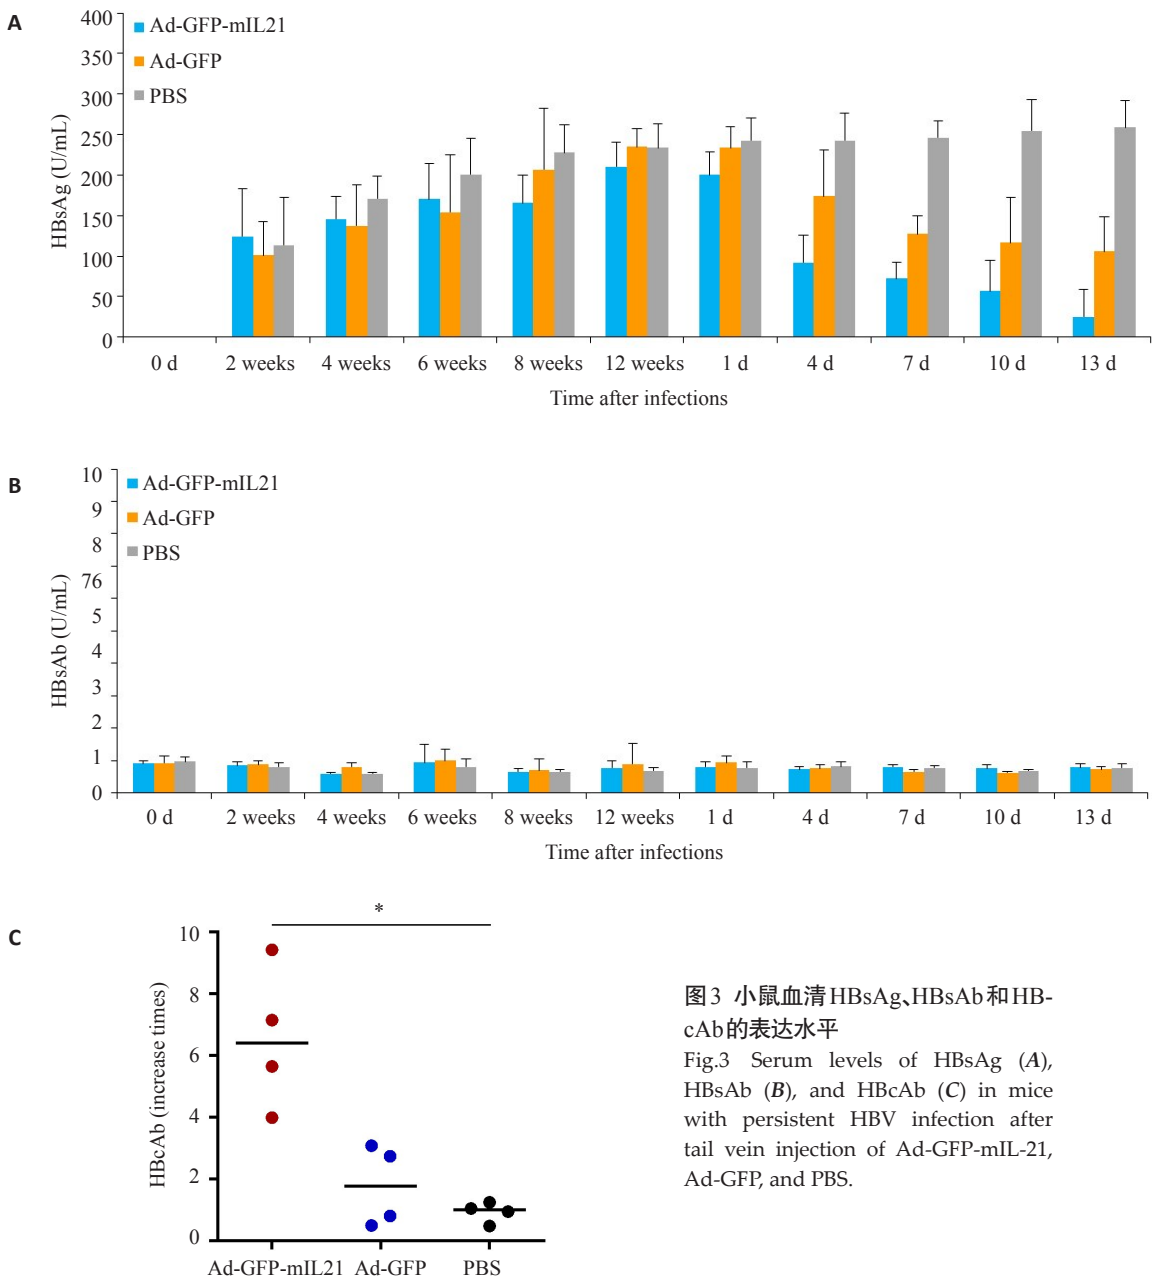 A
400
350
300
250
200
150
100
50
0
HBsAg (U/mL)
Ad-GFP-mIL21
Ad-GFP
PBS
0 d 2 weeks 4 weeks 6 weeks 8 weeks 12 weeks 1 d 4 d 7 d 10 d 13 d
Time after infections
B
10
9
8
76
5
4
3
2
1
0
HBsAb (U/mL)
Ad-GFP-mIL21
Ad-GFP
PBS
0 d 2 weeks 4 weeks 6 weeks 8 weeks 12 weeks 1 d 4 d 7 d 10 d 13 d
Time after infections
C
10
8
6
4
2
0
HBcAb (increase times)
*
Ad-GFP-mIL21 Ad-GFP PBS
图3 小鼠血清HBsAg、HBsAb和HB-
cAb的表达水平
Fig.3 Serum levels of HBsAg (A),
HBsAb (B), and HBcAb (C) in mice
with persistent HBV infection after
tail vein injection of Ad-GFP-mIL-21,
Ad-GFP, and PBS.